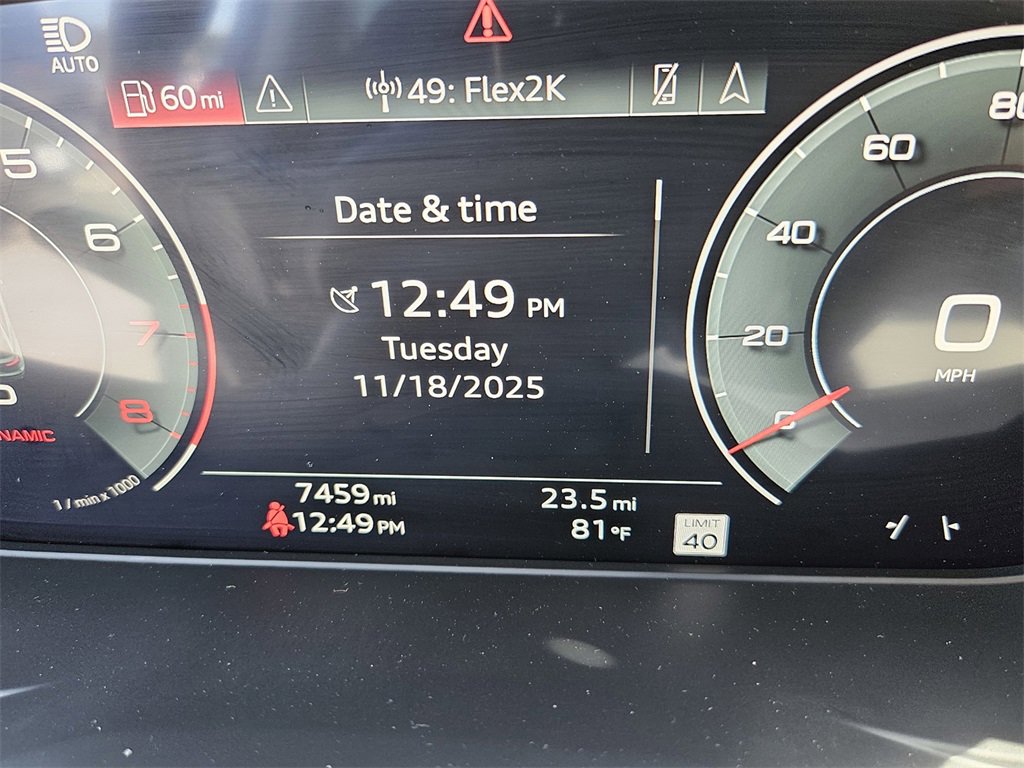 AUTO
60 mi
49: Flex2K
Date & time
12:49 PM
Tuesday
11/18/2025
5
6
7
8
NAMIC
1 / min x 1000
80
60
40
20
0
0
MPH
7459 mi
12:49 PM
23.5 mi
81 °F
LIMIT
40